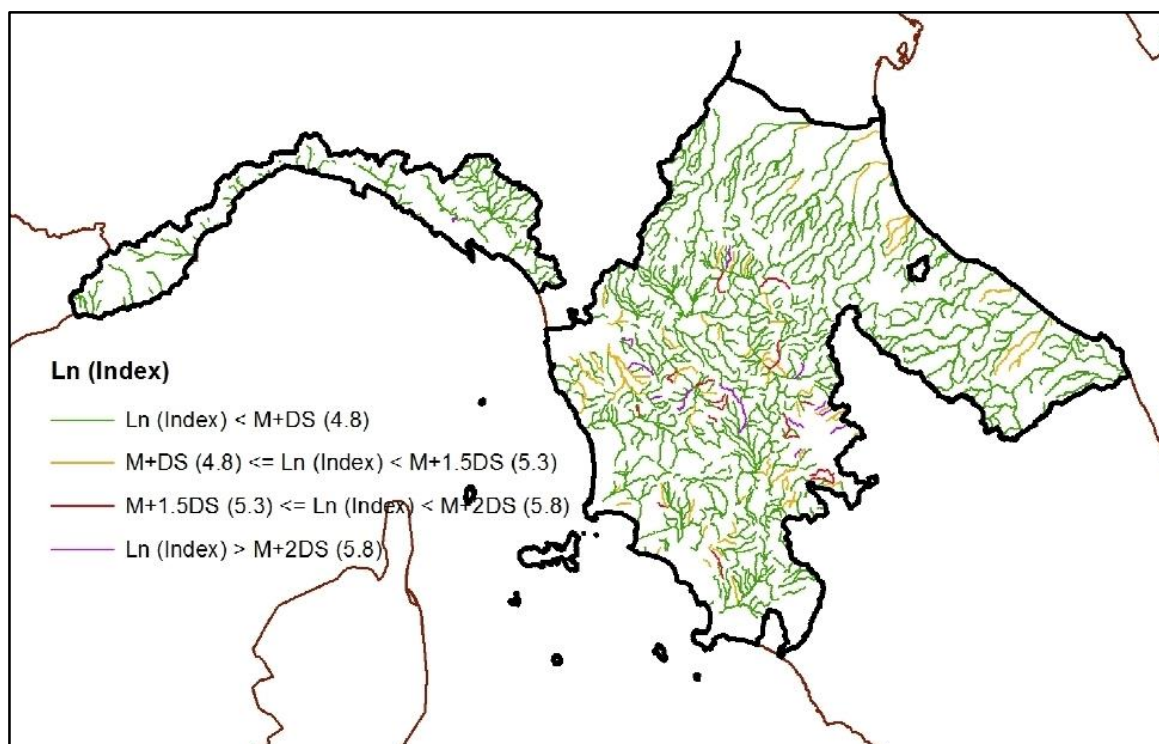 Ln (Index)
Ln (Index) < M+DS (4.8)
M+DS (4.8) <= Ln (Index) < M+1.5DS (5.3)
M+1.5DS (5.3) <= Ln (Index) < M+2DS (5.8)
Ln (Index) > M+2DS (5.8)